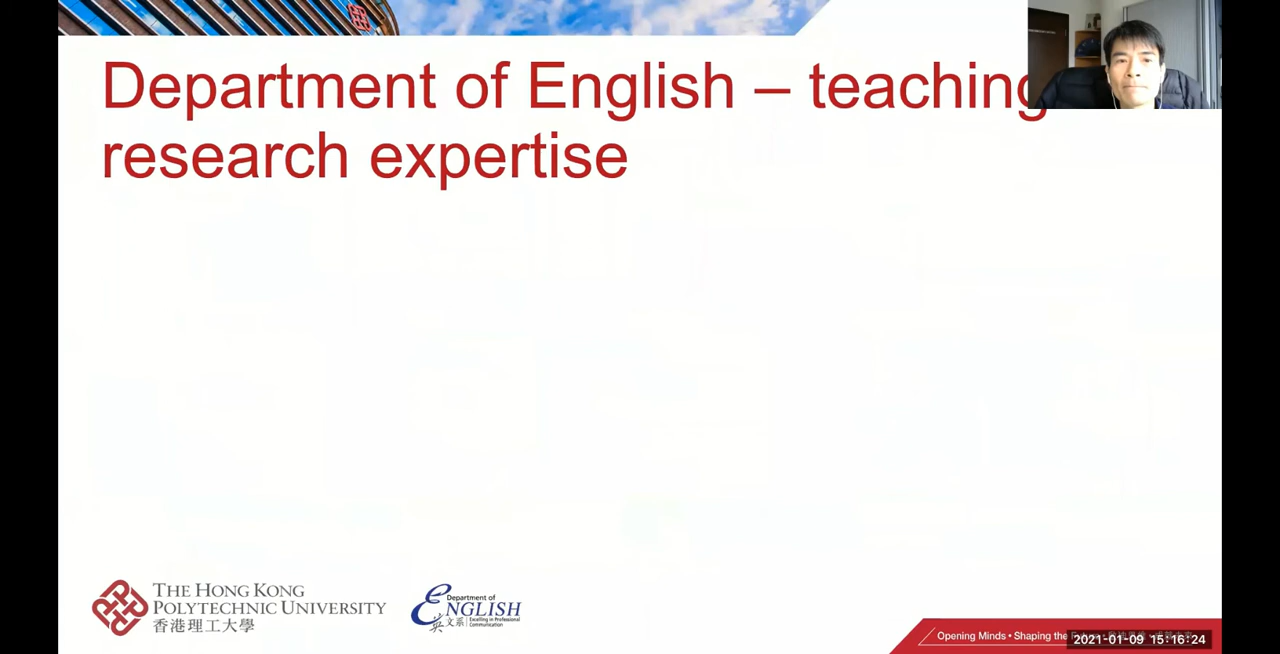 Department of English – teaching
research expertise
THE HONG KONG
POLYTECHNIC UNIVERSITY
香港理工大學
Department of
ENGLISH
英文系
Excelling in Professional
Communication
Opening Minds • Shaping the
2021-01-09 15:16:24